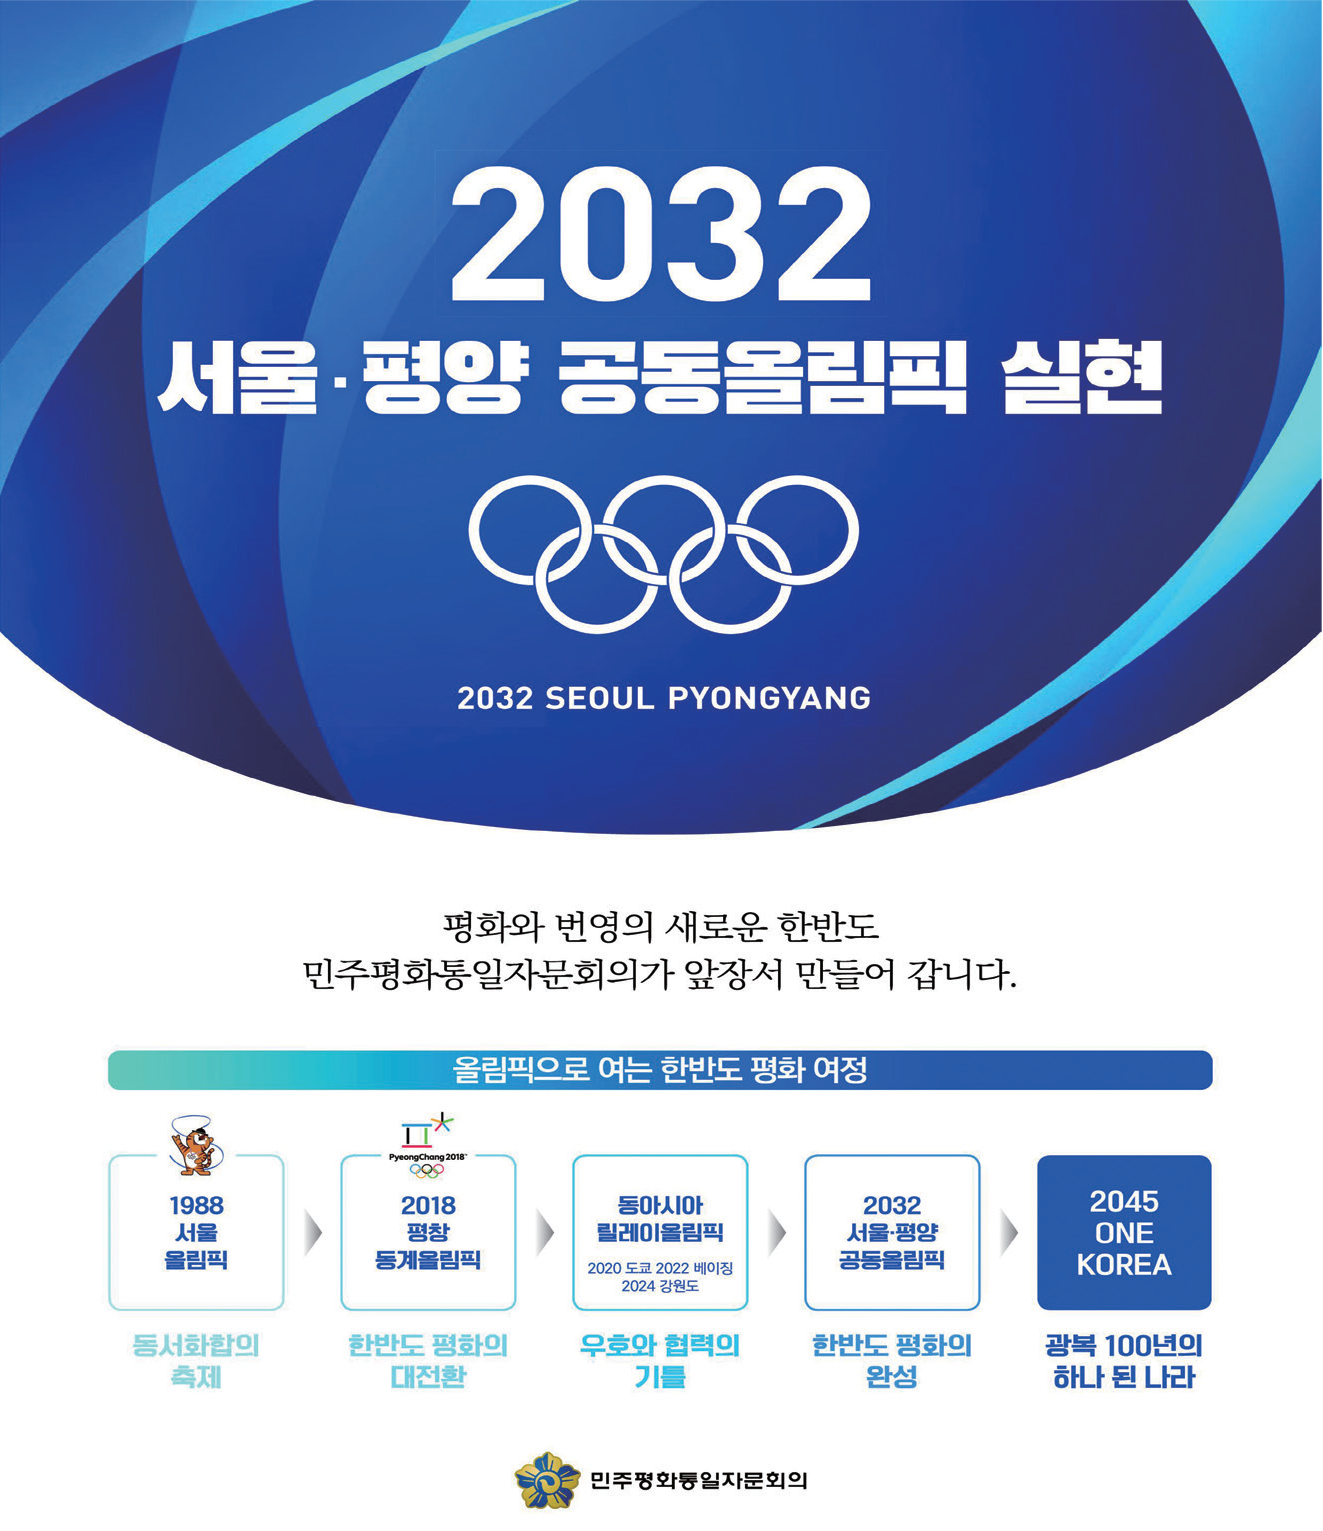 2032
서울·평양 공동올림픽 실현
2032 SEOUL PYONGYANG
평화와 번영의 새로운 한반도
민주평화통일자문회의가 앞장서 만들어 갑니다.
올림픽으로 여는 한반도 평화 여정
1988
서울
올림픽
동서화합의
축제
PyeongChang 2018™
2018
평창
동계올림픽
한반도 평화의
대전환
동아시아
릴레이올림픽
2020 도쿄 2022 베이징
2024 강원도
우호와 협력의
기틀
2032
서울·평양
공동올림픽
한반도 평화의
완성
2045
ONE
KOREA
광복 100년의
하나 된 나라
민주평화통일자문회의